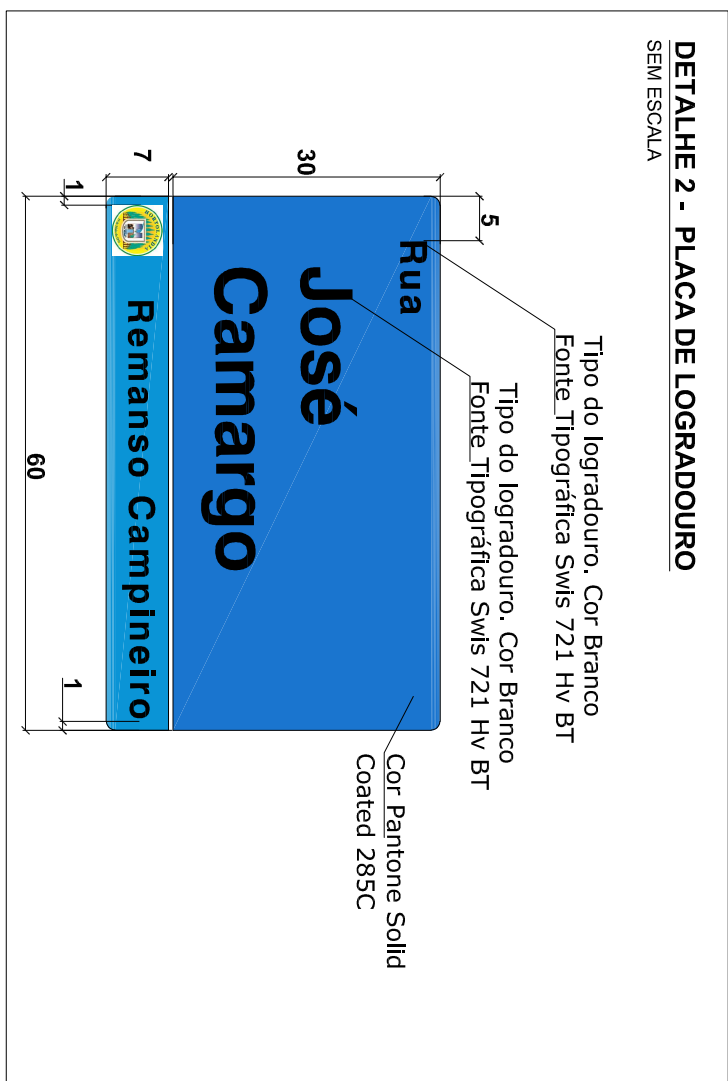 DETALHE 2 - PLACA DE LOGRADOURO
SEM ESCALA
Tipo do logradouro. Cor Branco
Fonte Tipográfica Swis 721 Hv BT
Tipo do logradouro. Cor Branco
Fonte Tipográfica Swis 721 Hv BT
Cor Pantone Solid
Coated 285C
5
30
7
1
Rua
José
Camargo
HORTOLÂNDIA
Remanso Campineiro
1
60